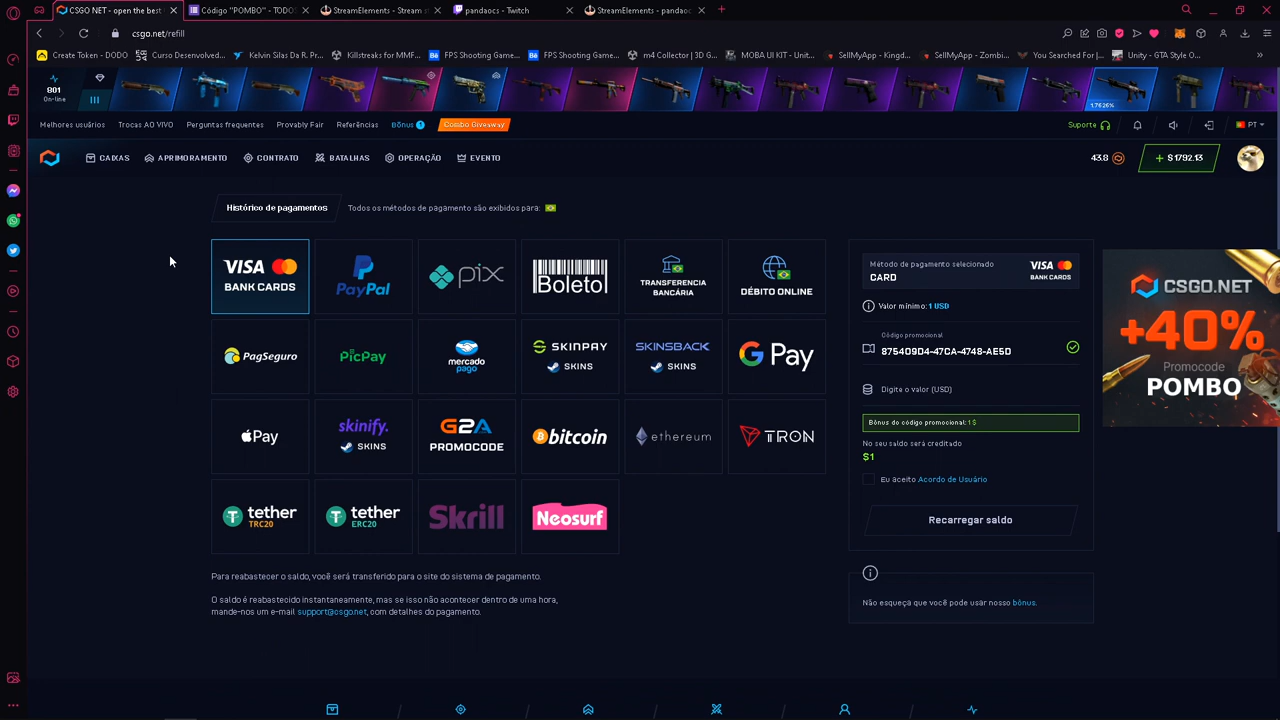 CSGO.NET - open the best
Código "POMBO" - TODOS
StreamElements - Stream
pandaocs - Twitch
StreamElements - pandaoc
csgo.net/refill
Create Token - DODO
Curso Desenvolved...
Kelvin Silas Da R. Pr...
Killstreaks for MMF...
FPS Shooting Game...
FPS Shooting Game...
m4 Collector | 3D G...
MOBA UI KIT - Unit...
SellMyApp - Kingd...
SellMyApp - Zombi...
You Searched For |...
Unity - GTA Style O...
801
On-line
1.7626%
Melhores usuários
Trocas AO VIVO
Perguntas frequentes
Provably Fair
Referências
Bônus
Combo Giveaway
Suporte
PT
CAIXAS
APRIMORAMENTO
CONTRATO
BATALHAS
OPERAÇÃO
EVENTO
43.8
+ $ 1792.13
Histórico de pagamentos
Todos os métodos de pagamento são exibidos para:
VISA
BANK CARDS
PayPal
pix
Boleto
TRANSFERENCIA
BANCÁRIA
DÉBITO ONLINE
PagSeguro
PicPay
mercado
pago
SKINPAY
SKINS
SKINSBACK
SKINS
G Pay
Pay
skinify.
SKINS
G2A
PROMOCODE
bitcoin
ethereum
TRON
tether
TRC20
tether
ERC20
Skrill
Neosurf
Para reabastecer o saldo, você será transferido para o site do sistema de pagamento.
O saldo é reabastecido instantaneamente, mas se isso não acontecer dentro de uma hora,
mande-nos um e-mail support@csgo.net, com detalhes do pagamento.
Método de pagamento selecionado
CARD
VISA
BANK CARDS
Valor mínimo: 1 USD
Código promocional
875409D4-47CA-4748-AE5D
Digite o valor (USD)
Bônus do código promocional: 1 $
No seu saldo será creditado
$1
Eu aceito Acordo de Usuário
Recarregar saldo
Não esqueça que você pode usar nosso bônus.
CSGO.NET
+40%
Promocode
POMBO